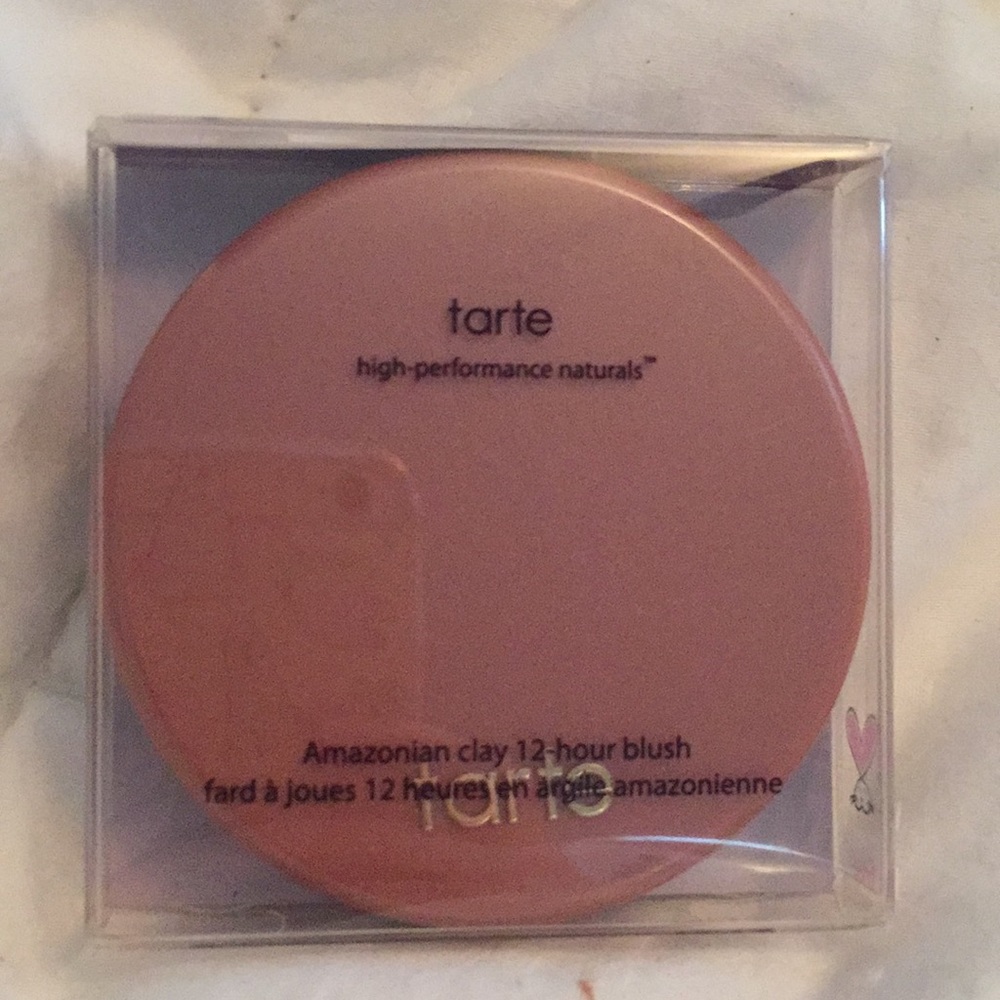 tarte
high-performance naturals™
Amazonian clay 12-hour blush
fard à joues 12 heures en argile amazonienne
tarte